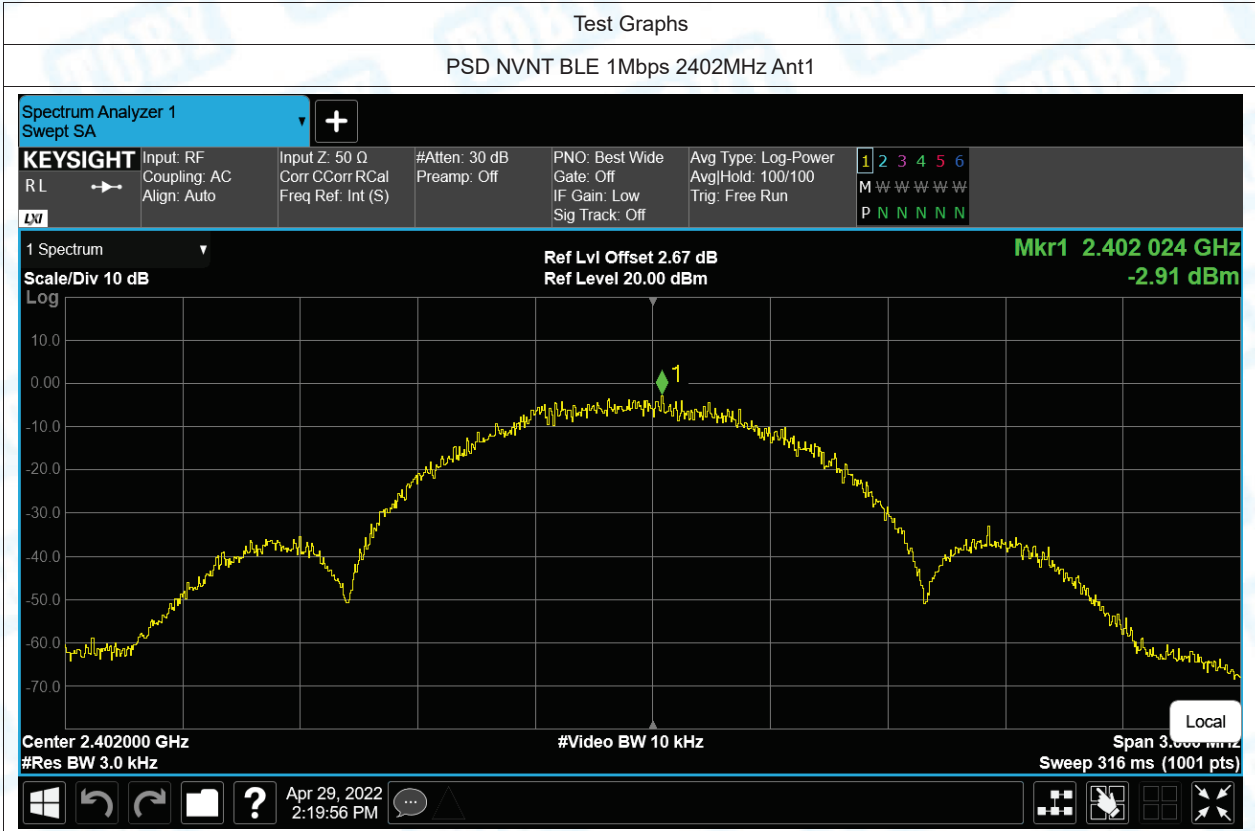 Test Graphs
PSD NVNT BLE 1Mbps 2402MHz Ant1
Spectrum Analyzer 1
Swept SA
+
KEYSIGHT
R L
LXI
Input: RF
Coupling: AC
Align: Auto
Input Z: 50 Ω
Corr CCorr RCal
Freq Ref: Int (S)
#Atten: 30 dB
Preamp: Off
PNO: Best Wide
Gate: Off
IF Gain: Low
Sig Track: Off
Avg Type: Log-Power
Avg|Hold: 100/100
Trig: Free Run
1 2 3 4 5 6
M W W W W W
P N N N N N
1 Spectrum
Scale/Div 10 dB
Log
Ref Lvl Offset 2.67 dB
Ref Level 20.00 dBm
Mkr1 2.402 024 GHz
-2.91 dBm
10.0
0.00
-10.0
-20.0
-30.0
-40.0
-50.0
-60.0
-70.0
1
Local
Center 2.402000 GHz
#Res BW 3.0 kHz
#Video BW 10 kHz
Span 3.
Sweep 316 ms (1001 pts)
?
Apr 29, 2022
2:19:56 PM